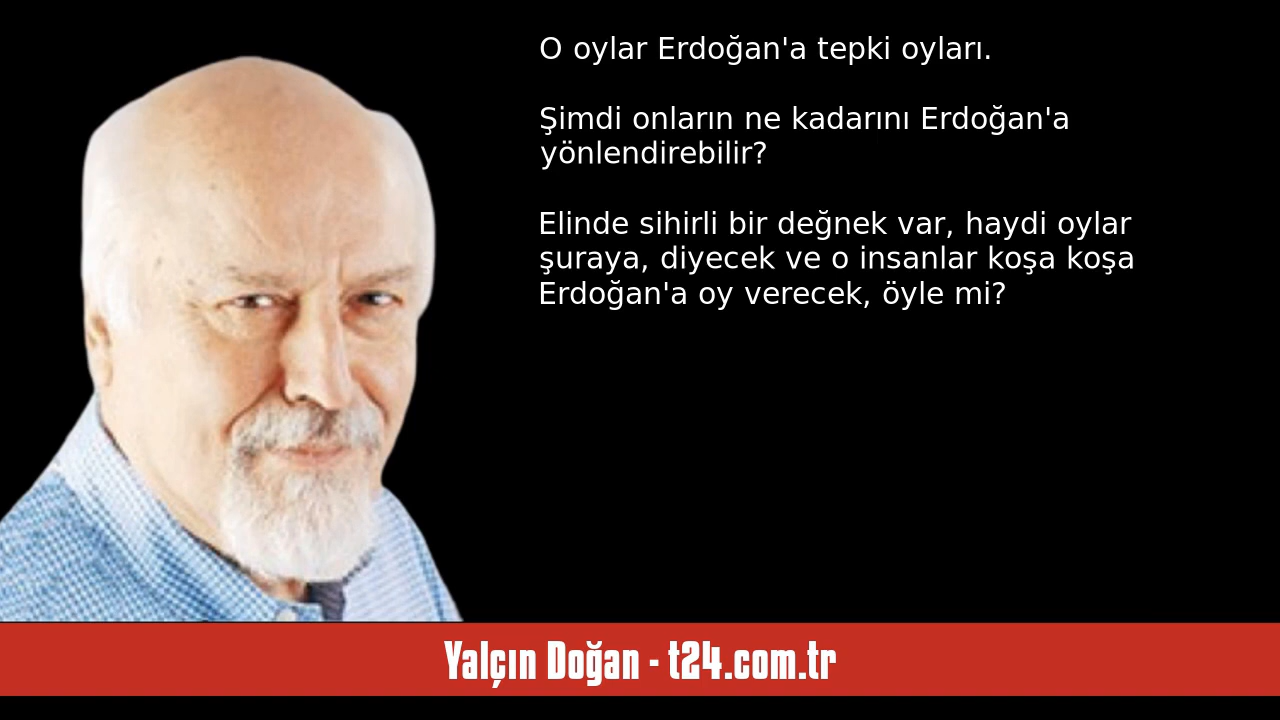 O oylar Erdoğan'a tepki oyları.
Şimdi onların ne kadarını Erdoğan'a
yönlendirebilir?
Elinde sihirli bir değnek var, haydi oylar
şuraya, diyecek ve o insanlar koşa koşa
Erdoğan'a oy verecek, öyle mi?
Yalçın Doğan - t24.com.tr